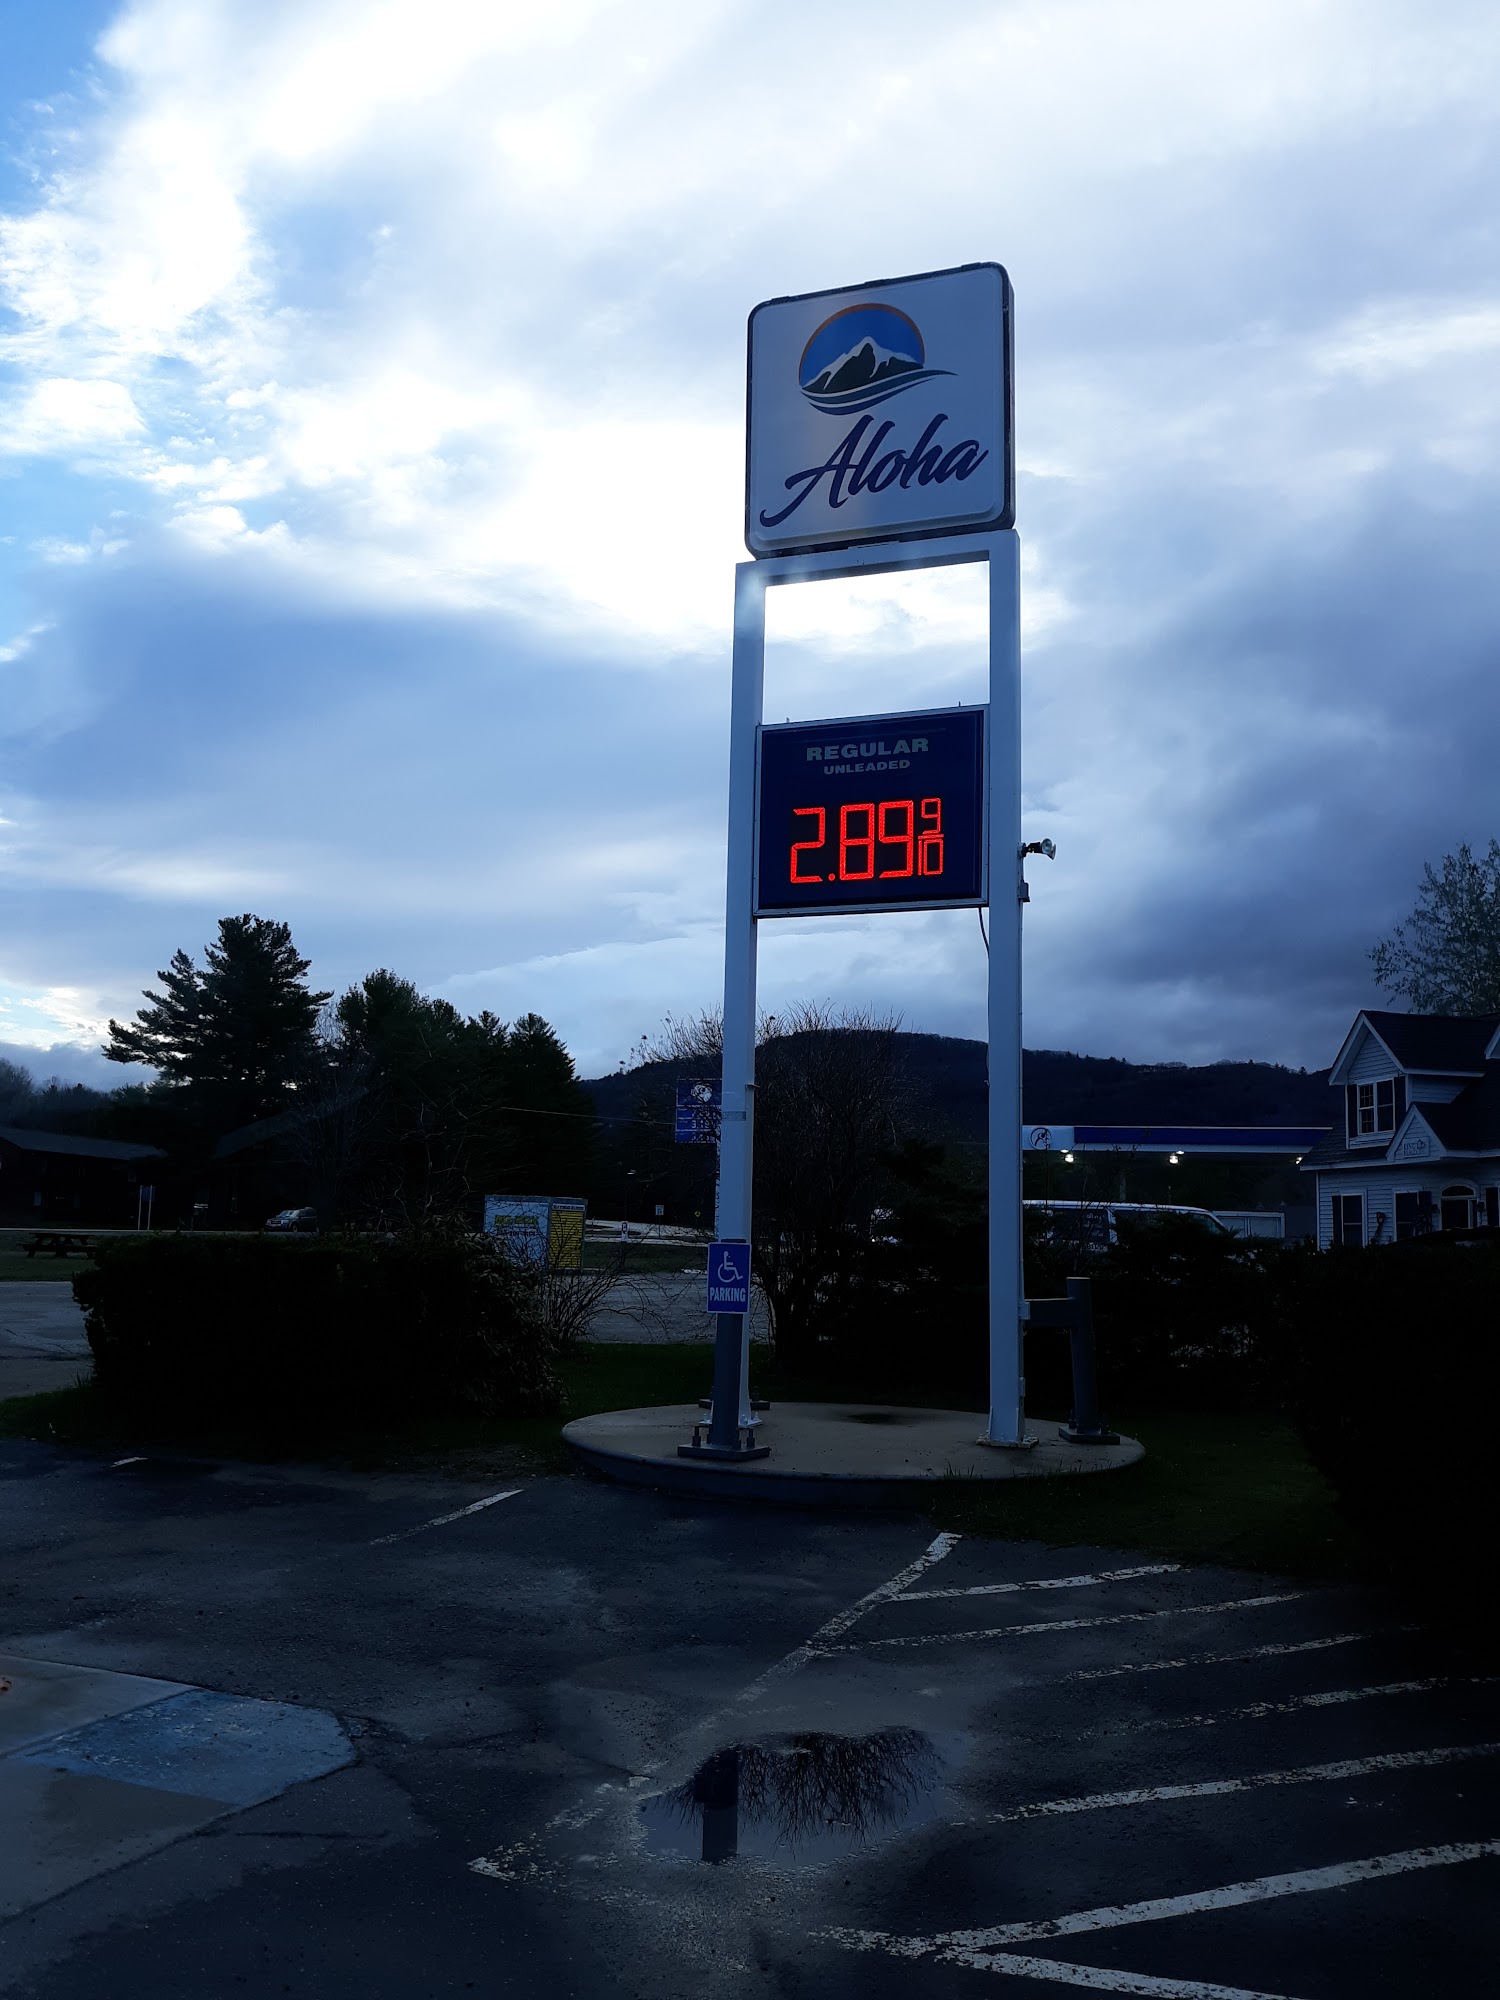 Aloha
REGULAR
UNLEADED
2.89 9/10
PARKING